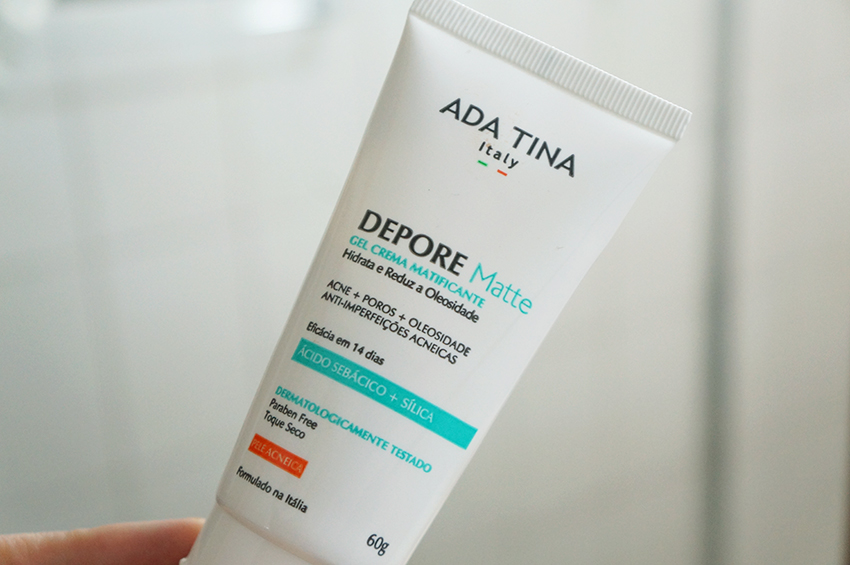 ADA TINA
Italy
DEPORE Matte
GEL CREMA MATIFICANTE
Hidrata e Reduz a Oleosidade
ACNE + POROS + OLEOSIDADE
ANTI-IMPERFEIÇÕES ACNEICAS
Eficácia em 14 dias
ÁCIDO SEBÁCICO + SÍLICA
DERMATOLOGICAMENTE TESTADO
Paraben Free
Toque Seco
PELE ACNEICA
Formulado na Itália
60g